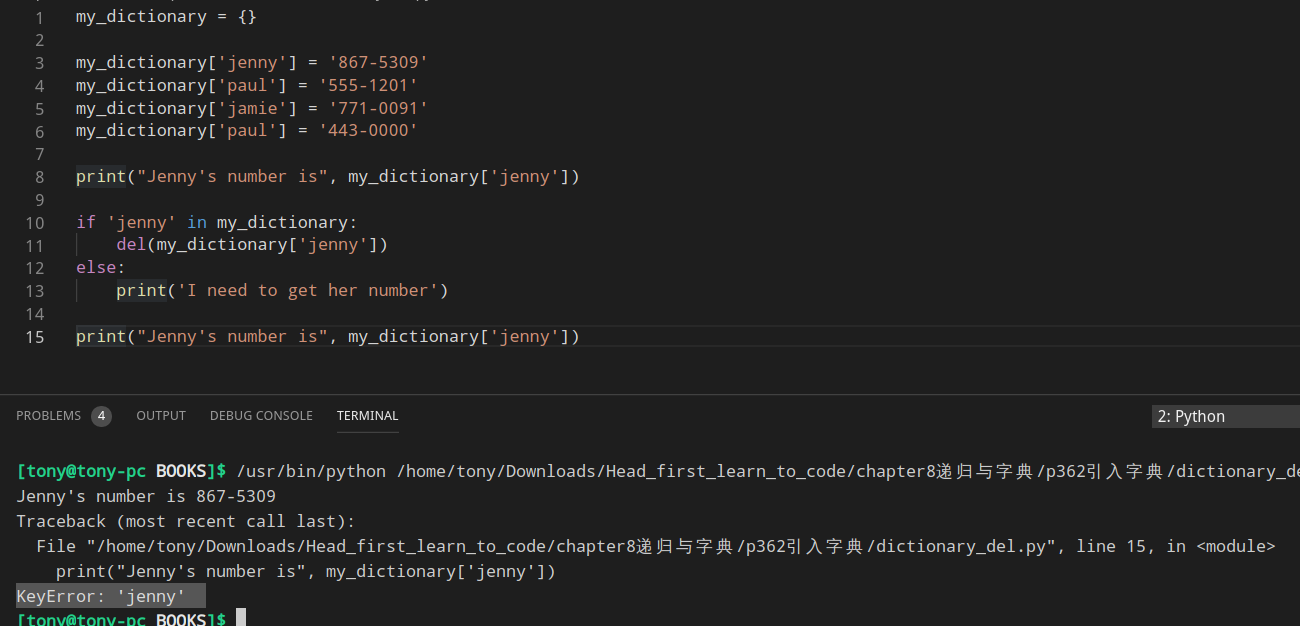 1 my_dictionary = {}
2
3 my_dictionary['jenny'] = '867-5309'
4 my_dictionary['paul'] = '555-1201'
5 my_dictionary['jamie'] = '771-0091'
6 my_dictionary['paul'] = '443-0000'
7
8 print("Jenny's number is", my_dictionary['jenny'])
9
10 if 'jenny' in my_dictionary:
11     del(my_dictionary['jenny'])
12 else:
13     print('I need to get her number')
14
15 print("Jenny's number is", my_dictionary['jenny'])
PROBLEMS 4 OUTPUT DEBUG CONSOLE TERMINAL 2: Python
[tony@tony-pc BOOKS]$ /usr/bin/python /home/tony/Downloads/Head_first_learn_to_code/chapter8递归与字典/p362引入字典/dictionary_de
Jenny's number is 867-5309
Traceback (most recent call last):
  File "/home/tony/Downloads/Head_first_learn_to_code/chapter8递归与字典/p362引入字典/dictionary_del.py", line 15, in <module>
    print("Jenny's number is", my_dictionary['jenny'])
KeyError: 'jenny'
[tony@tony-pc BOOKS]$